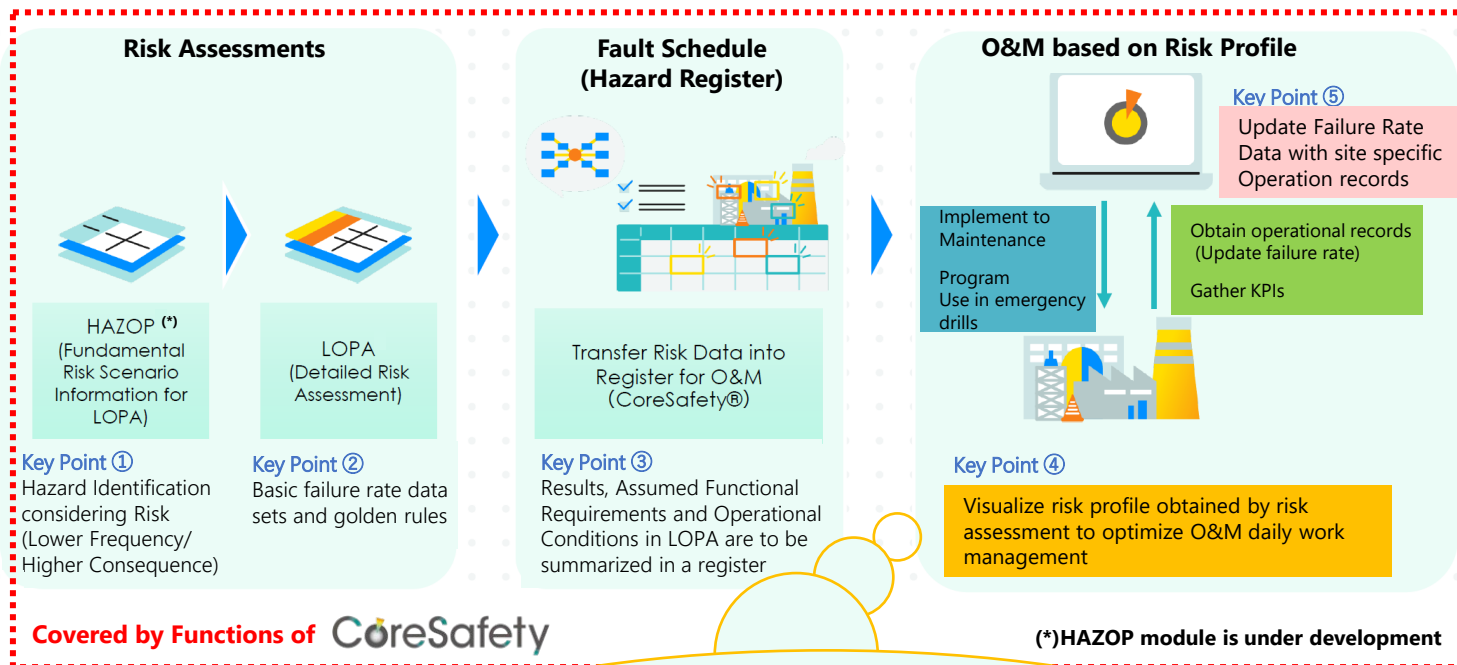 Risk Assessments
HAZOP (*)
(Fundamental
Risk Scenario
Information for
LOPA)
LOPA
(Detailed Risk
Assessment)
Key Point ①
Hazard Identification
considering Risk
(Lower Frequency/
Higher Consequence)
Key Point ②
Basic failure rate data
sets and golden rules
Fault Schedule
(Hazard Register)
Transfer Risk Data into
Register for O&M
(CoreSafety®)
Key Point ③
Results, Assumed Functional
Requirements and Operational
Conditions in LOPA are to be
summarized in a register
O&M based on Risk Profile
Key Point ⑤
Update Failure Rate
Data with site specific
Operation records
Implement to
Maintenance
Program
Use in emergency
drills
Obtain operational records
(Update failure rate)
Gather KPIs
Key Point ④
Visualize risk profile obtained by risk
assessment to optimize O&M daily work
management
Covered by Functions of CoreSafety
(*)HAZOP module is under development